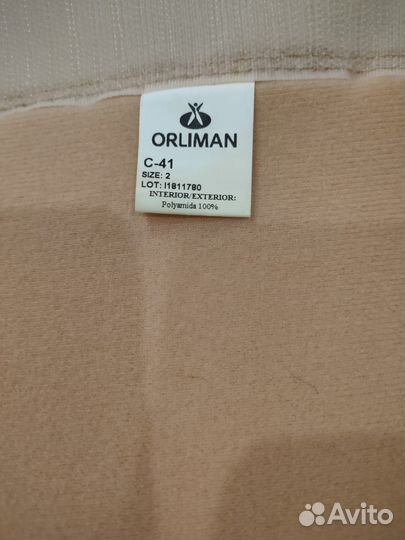 ORLIMAN
C-41
SIZE: 2
LOT: I1811780
INTERIOR/EXTERIOR:
Polyamida 100%
Avito